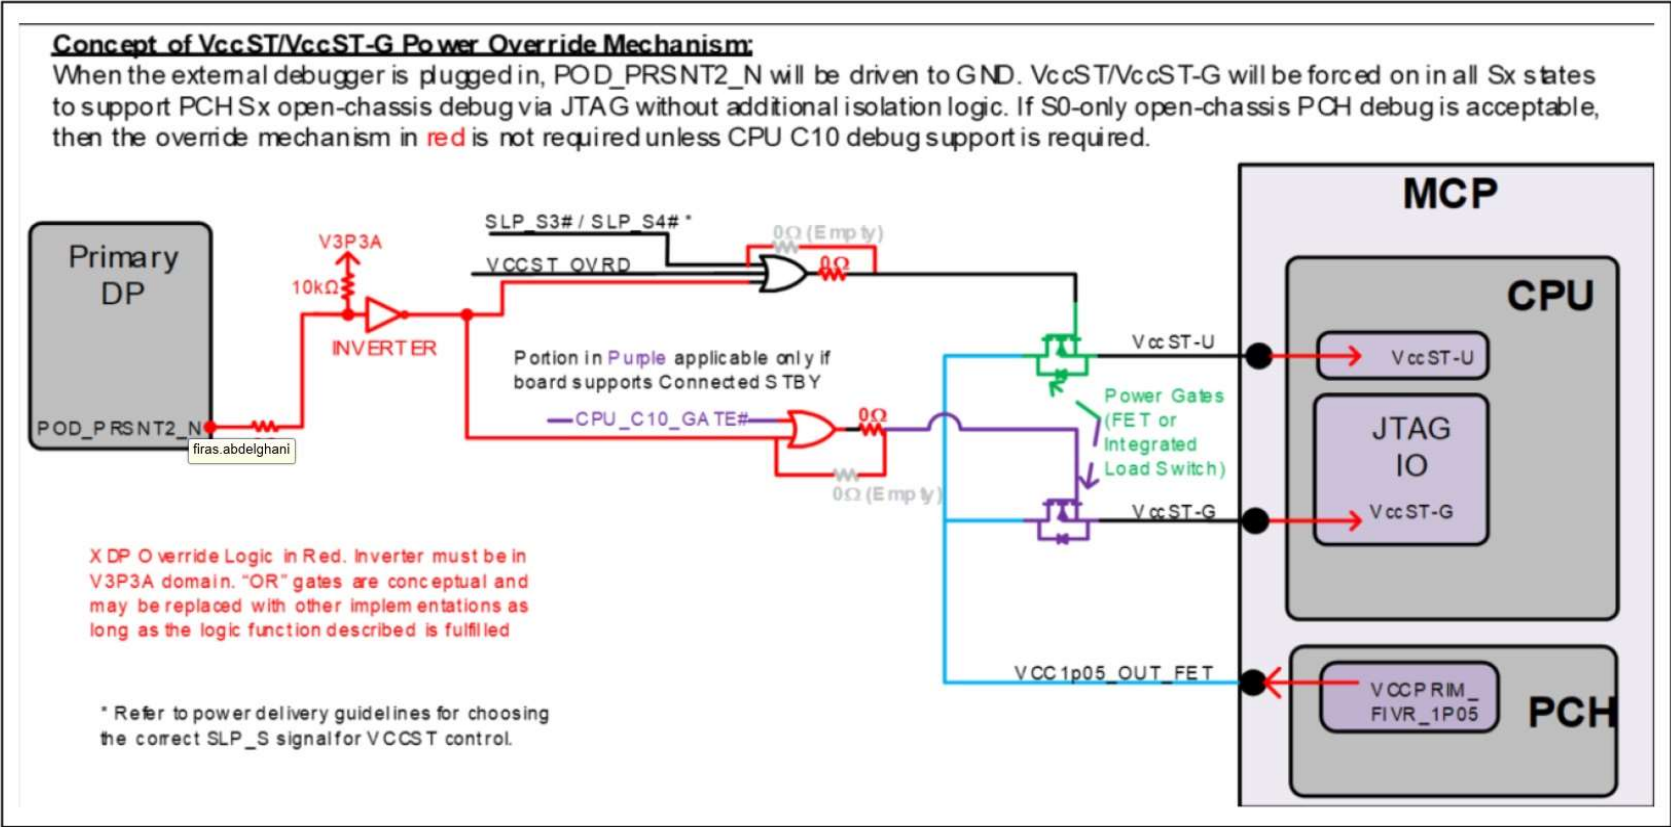 Concept of VccST/VccST-G Power Override Mechanism:
When the external debugger is plugged in, POD_PRSNT2_N will be driven to GND. VccST/VccST-G will be forced on in all Sx states
to support PCH Sx open-chassis debug via JTAG without additional isolation logic. If S0-only open-chassis PCH debug is acceptable,
then the override mechanism in red is not required unless CPU C10 debug support is required.
MCP
Primary
DP
V3P3A
10kΩ
INVERTER
SLP_S3# / SLP_S4# *
VCCST_OVRD
0Ω (Empty)
0Ω
CPU
VccST-U
VccST-U
Portion in Purple applicable only if
board supports Connected STBY
Power Gates
(FET or
Integrated
Load Switch)
CPU_C10_GATE#
0Ω
0Ω (Empty)
POD_PRSNT2_N
firas.abdelghani
JTAG
IO
VccST-G
VccST-G
XDP Override Logic in Red. Inverter must be in
V3P3A domain. “OR” gates are conceptual and
may be replaced with other implementations as
long as the logic function described is fulfilled
VCC1p05_OUT_FET
VCCPRIM_
FIVR_1P05
PCH
* Refer to power delivery guidelines for choosing
the correct SLP_S signal for VCCST control.